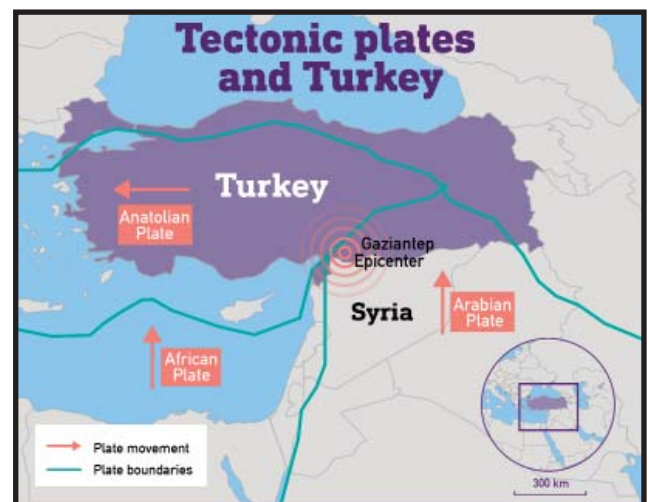 Tectonic plates
and Turkey
Turkey
Anatolian
Plate
Gaziantep
Epicenter
Syria
Arabian
Plate
African
Plate
Plate movement
Plate boundaries
300 km